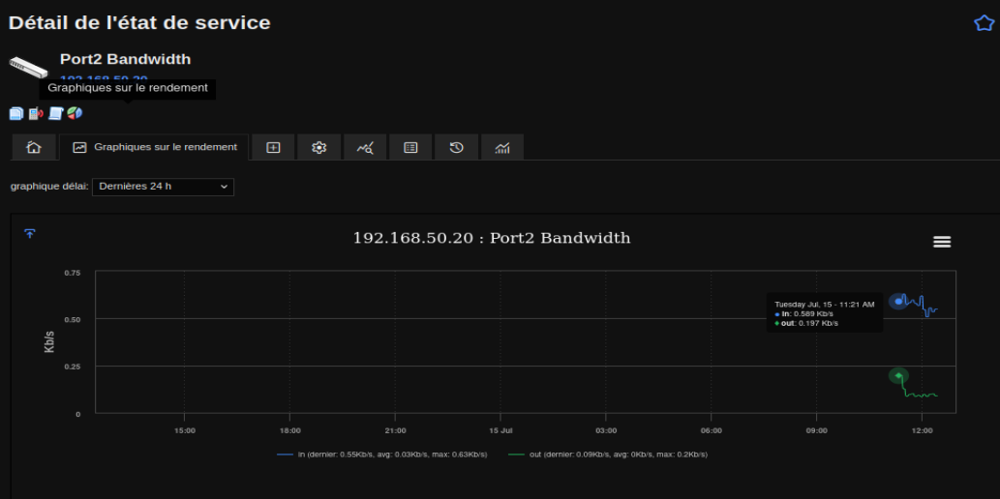 Détail de l'état de service
Port2 Bandwidth
192.168.50.20
Graphiques sur le rendement
Graphiques sur le rendement
graphique délai: Dernières 24 h
192.168.50.20 : Port2 Bandwidth
0.75
0.50
0.25
0
Kb/s
Tuesday Jul, 15 - 11:21 AM
in: 0.589 Kb/s
out: 0.197 Kb/s
15:00 18:00 21:00 15 Jul 03:00 06:00 09:00 12:00
in (dernier: 0.55Kb/s, avg: 0.03Kb/s, max: 0.63Kb/s) out (dernier: 0.09Kb/s, avg: 0Kb/s, max: 0.2Kb/s)